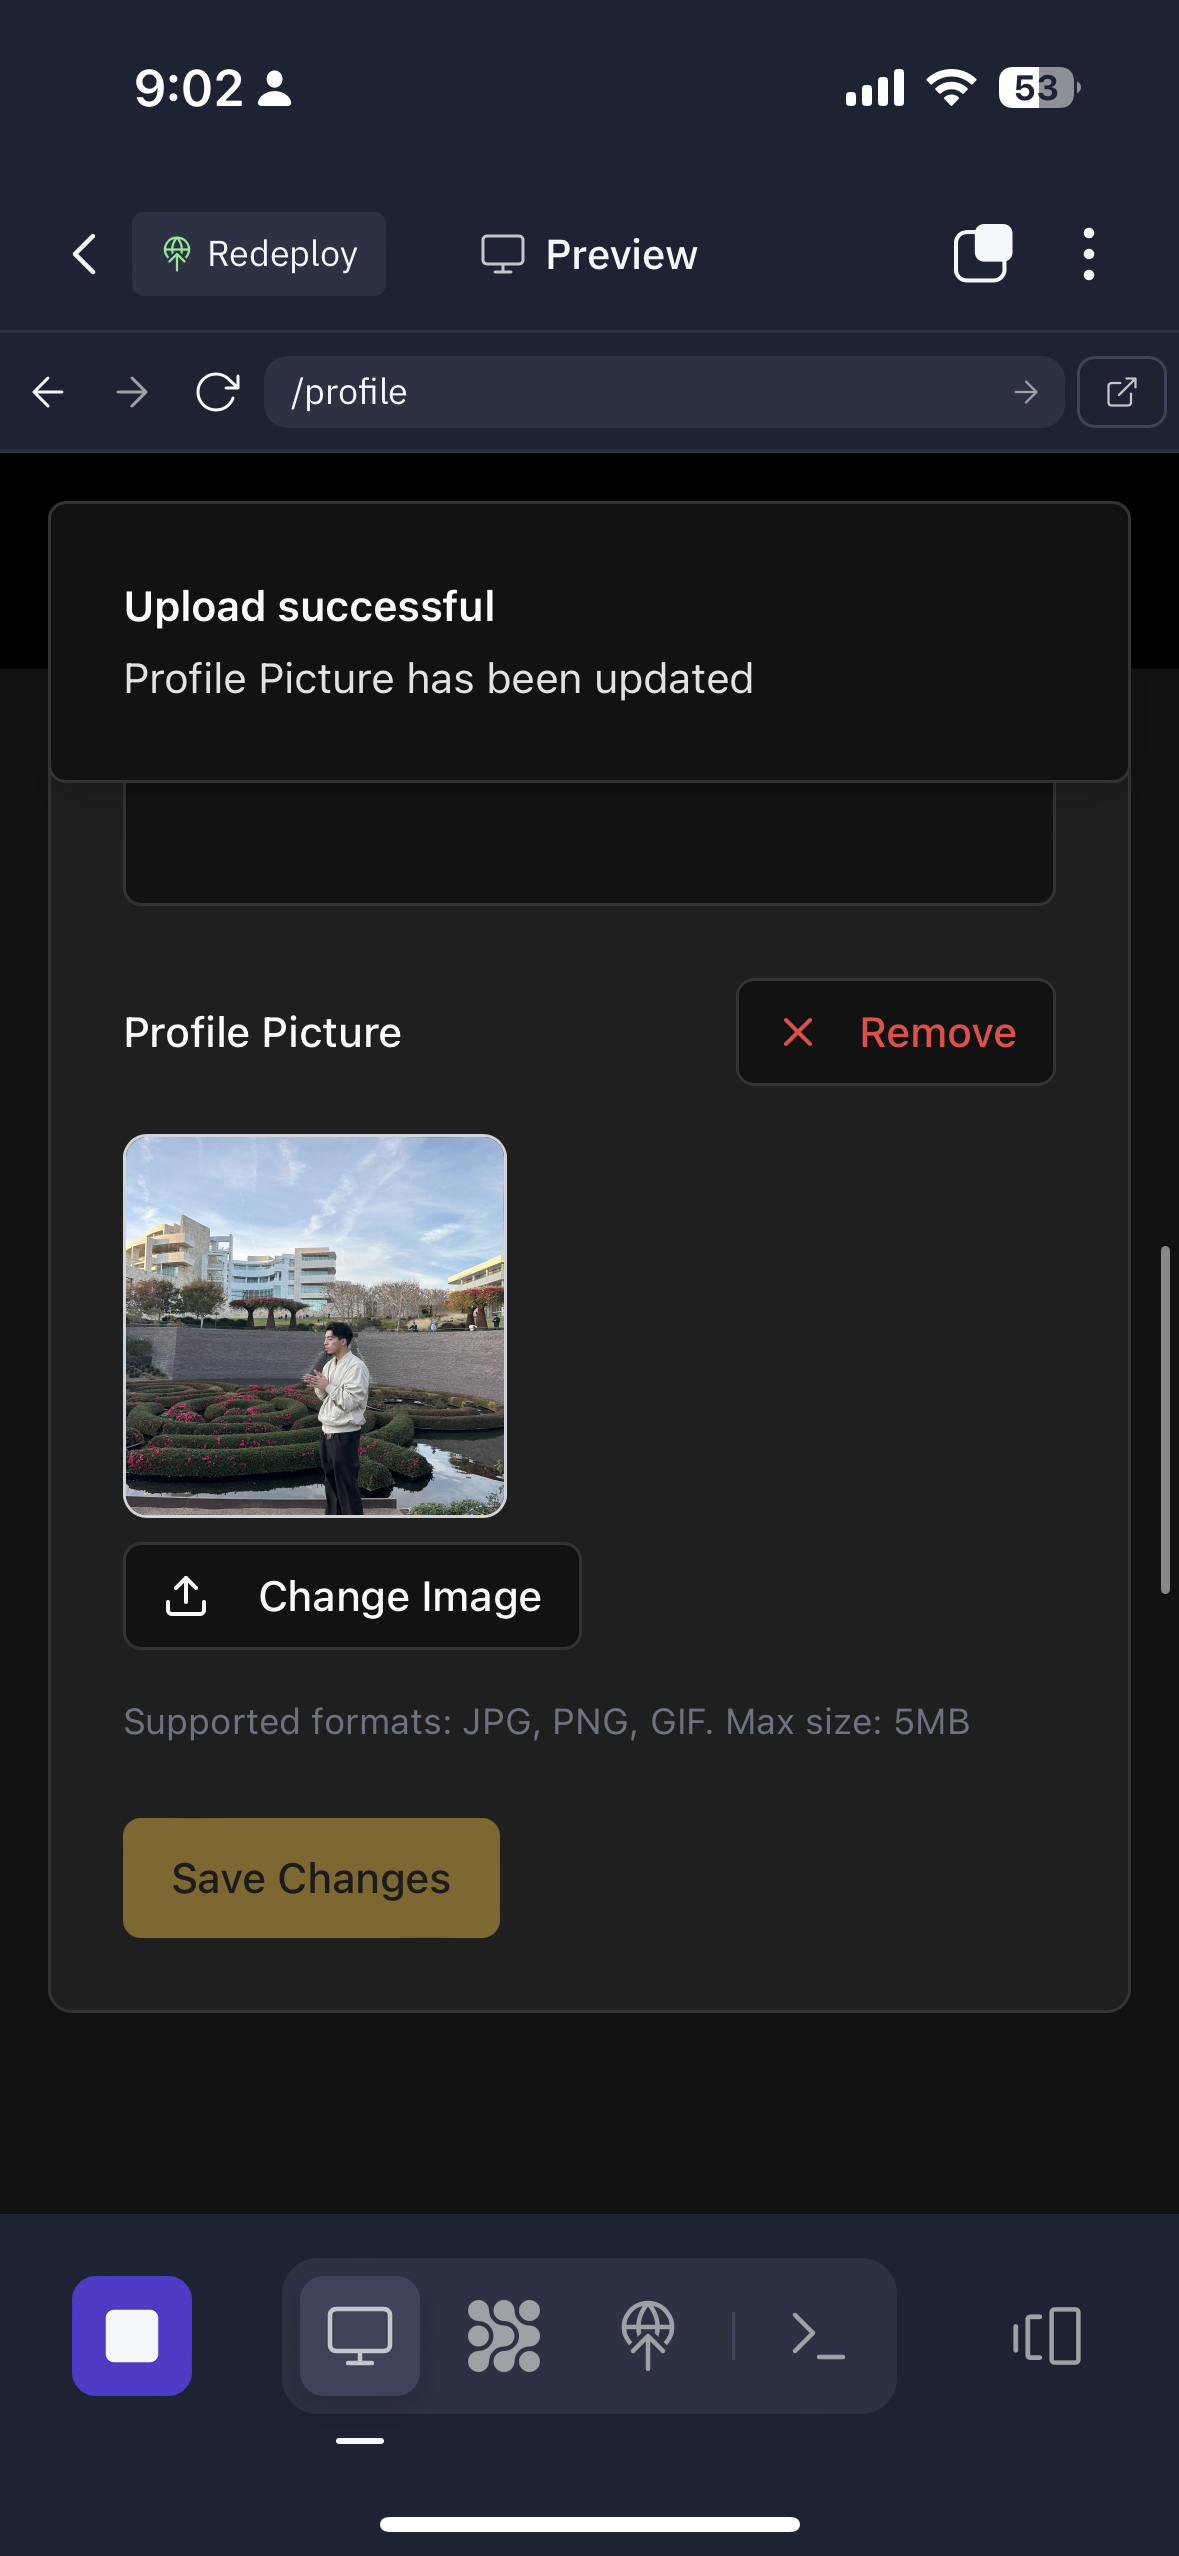 9:02
53
Redeploy
Preview
/profile
Upload successful
Profile Picture has been updated
Profile Picture
Remove
Change Image
Supported formats: JPG, PNG, GIF. Max size: 5MB
Save Changes